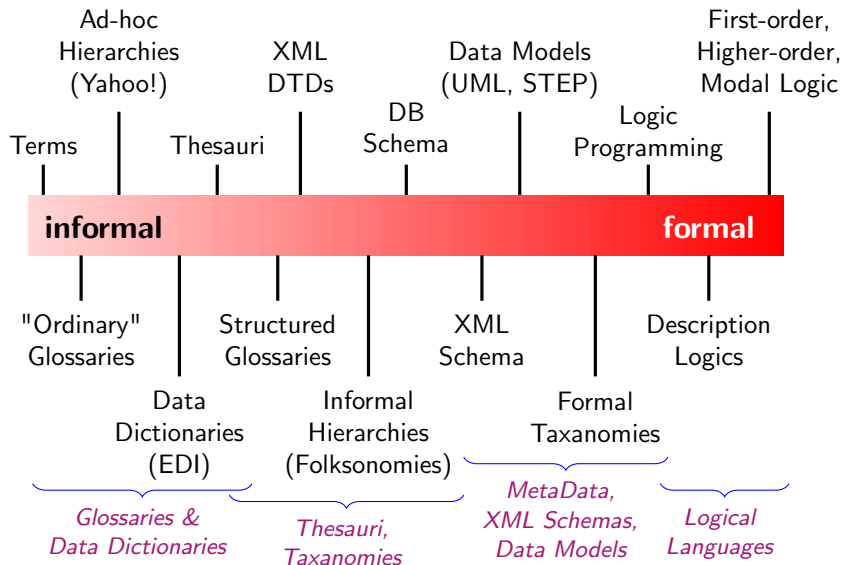 Ad-hoc
Hierarchies
(Yahoo!)
XML
DTDs
Data Models
(UML, STEP)
First-order,
Higher-order,
Modal Logic
Terms
Thesauri
DB
Schema
Logic
Programming
informal
formal
"Ordinary"
Glossaries
Structured
Glossaries
XML
Schema
Description
Logics
Data
Dictionaries
(EDI)
Informal
Hierarchies
(Folksonomies)
Formal
Taxanomies
Glossaries &
Data Dictionaries
Thesauri,
Taxanomies
MetaData,
XML Schemas,
Data Models
Logical
Languages